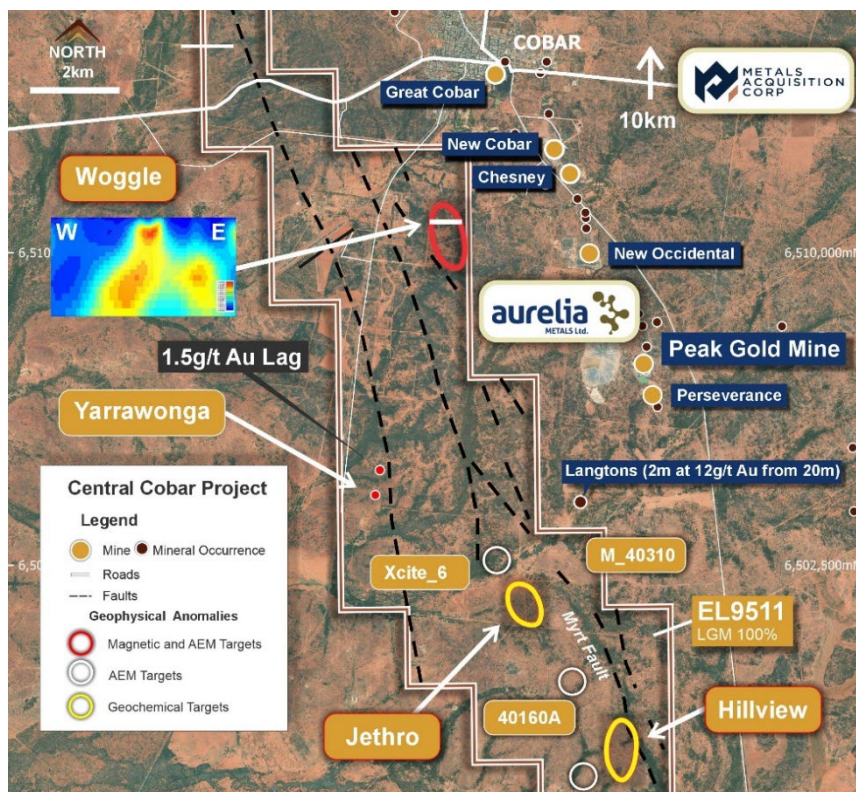 NORTH
2km
COBAR
Great Cobar
METALS
ACQUISITION
CORP
10km
New Cobar
Chesney
Woggle
W E
6,510
6,510,000mN
New Occidental
aurelia
METALS Ltd.
1.5g/t Au Lag
Peak Gold Mine
Perseverance
Yarrawonga
Langtons (2m at 12g/t Au from 20m)
Central Cobar Project
Legend
Mine Mineral Occurrence
Roads
Faults
Geophysical Anomalies
Magnetic and AEM Targets
AEM Targets
Geochemical Targets
M_40310
Xcite_6
6,50
6,502,500mN
EL9511
LGM 100%
Myrt Fault
Jethro
40160A
Hillview